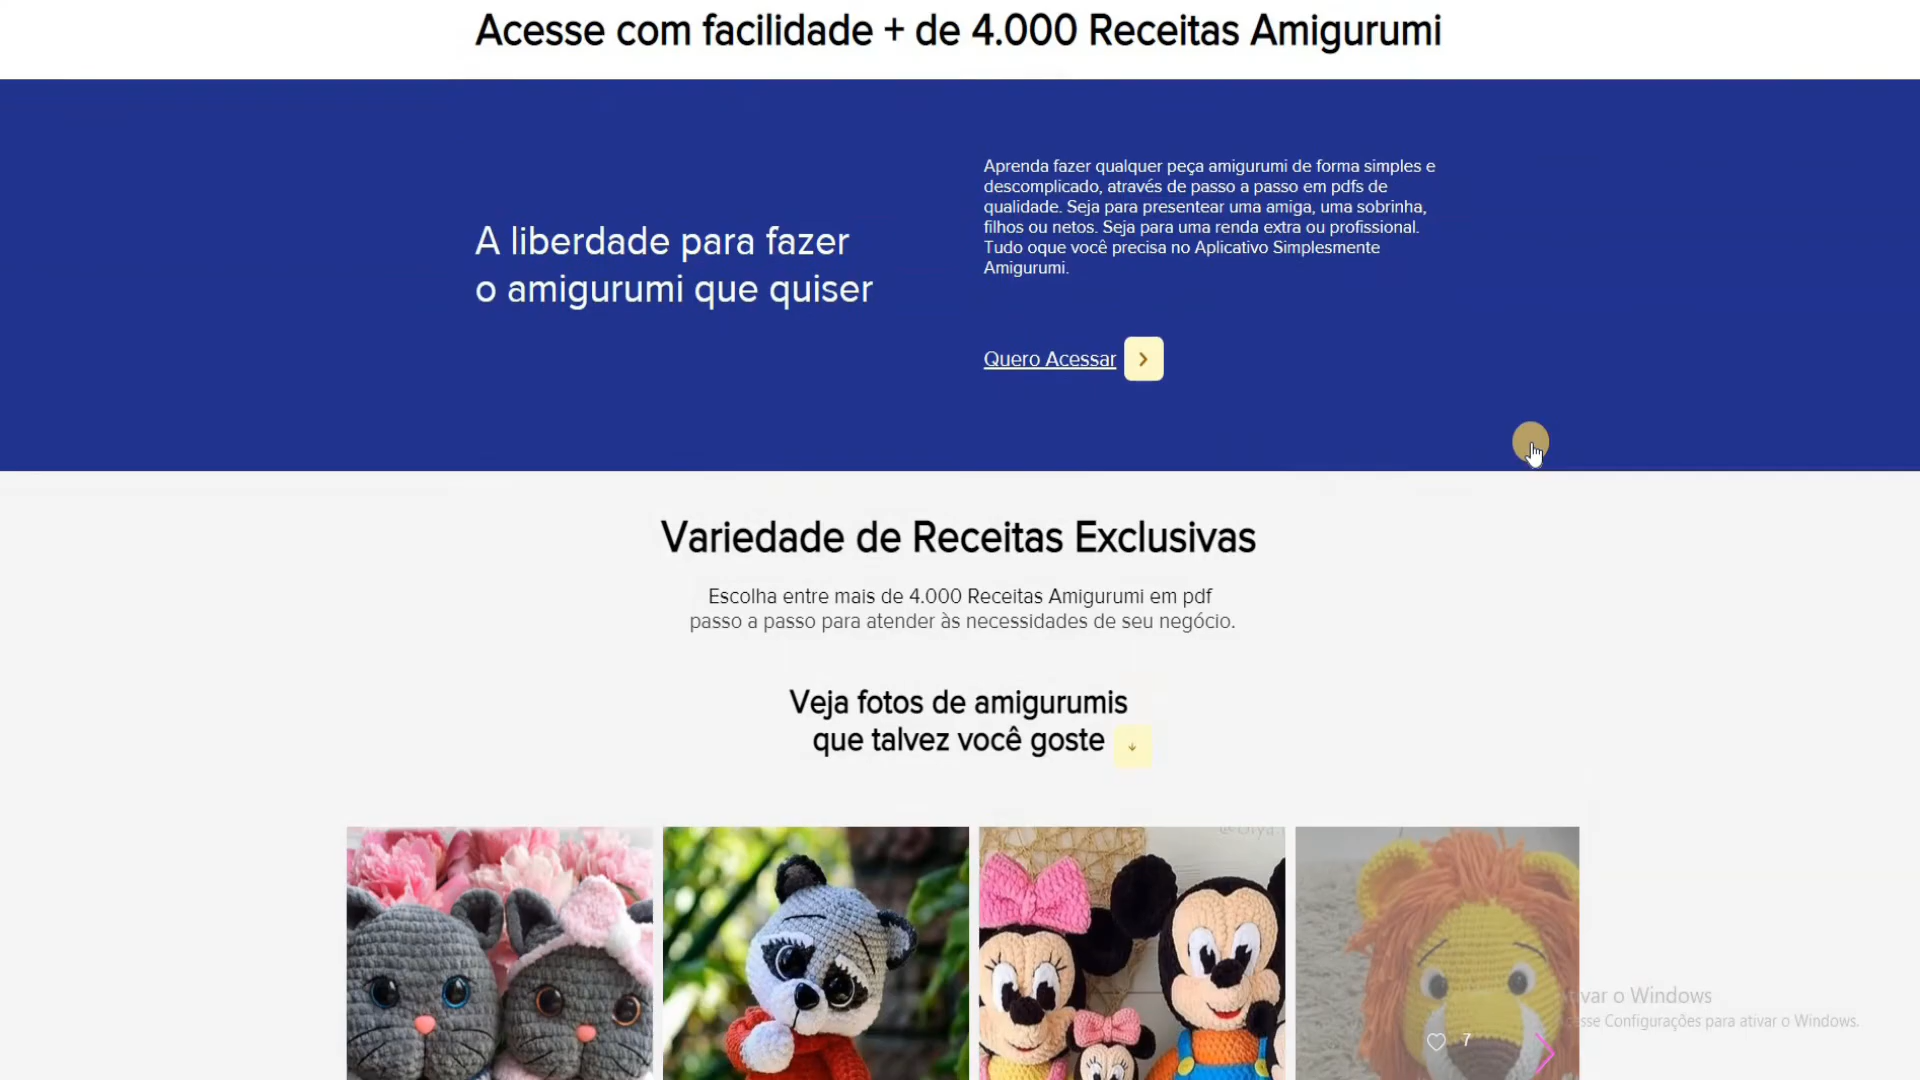 Acesse com facilidade + de 4.000 Receitas Amigurumi
A liberdade para fazer
o amigurumi que quiser
Aprenda fazer qualquer peça amigurumi de forma simples e
descomplicado, através de passo a passo em pdfs de
qualidade. Seja para presentear uma amiga, uma sobrinha,
filhos ou netos. Seja para uma renda extra ou profissional.
Tudo oque você precisa no Aplicativo Simplesmente
Amigurumi.
Quero Acessar
Variedade de Receitas Exclusivas
Escolha entre mais de 4.000 Receitas Amigurumi em pdf
passo a passo para atender às necessidades de seu negócio.
Veja fotos de amigurumis
que talvez você goste
var o Windows
sse Configurações para ativar o Windows.
7